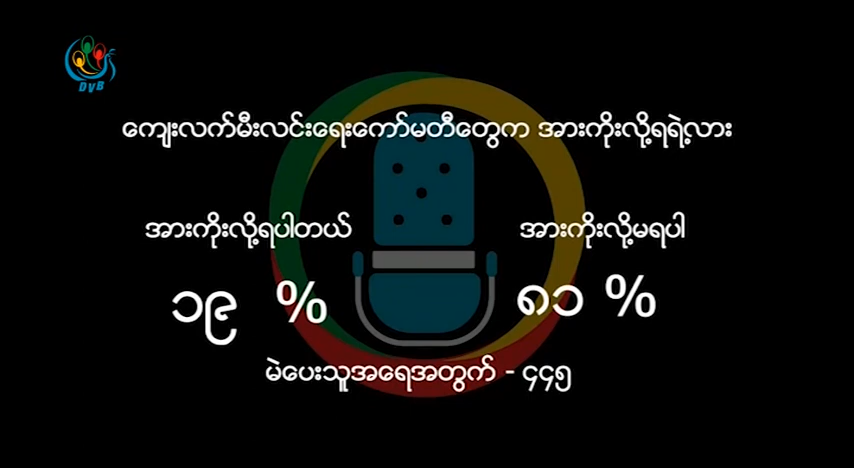 DVB
ကျေးလက်မီးလင်းရေးကော်မတီတွေက အားကိုးလို့ရရဲ့လား
အားကိုးလို့ရပါတယ် အားကိုးလို့မရပါ
၁၉ % ၈၁ %
မဲပေးသူအရေအတွက် - ၄၄၅